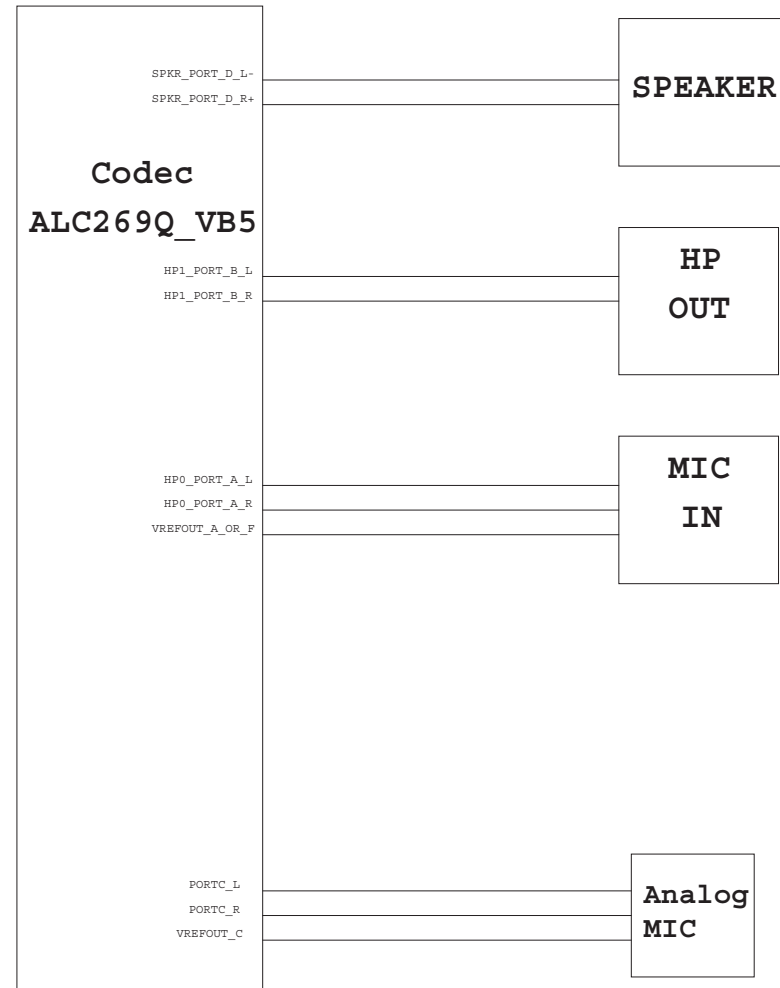 SPKR_PORT_D_L-
SPKR_PORT_D_R+
SPEAKER
Codec
ALC269Q_VB5
HP1_PORT_B_L
HP1_PORT_B_R
HP
OUT
HP0_PORT_A_L
HP0_PORT_A_R
VREFOUT_A_OR_F
MIC
IN
PORTC_L
PORTC_R
VREFOUT_C
Analog
MIC